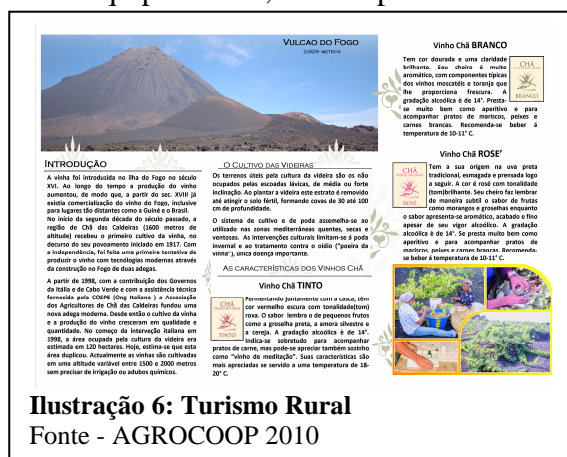 VULCAO DO FOGO
2,829 METROS
INTRODUÇÃO
A vinha foi introduzida no ilha do Fogo no século
XVI. Ao longo do tempo a produção do vinho
aumentou, de modo que, a partir do sec. XVIII já
existia comercialização do vinho do Fogo, inclusive
para lugares tão distantes como a Guiné e o Brasil.
No início da segunda década do século passado, a
região de Chã das Caldeiras (1600 metros de
altitude) recebeu o primeiro cultivo da vinha, no
decurso do seu povoamento iniciado em 1917. Com
a independência, foi feita uma primeira tentativa de
produzir o vinho com tecnologias modernas através
da construção no Fogo de duas adegas.
A partir de 1998, com a contribuição dos Governos
da Itália e de Cabo Verde e com a assistência técnica
fornecida pela COSPE (Ong Italiana ) a Associação
dos Agricultores de Chã das Caldeiras fundou uma
nova adega moderna. Desde então o cultivo da vinha
e a produção do vinho cresceram em qualidade e
quantidade. No começo da intervenção italiana em
1998, a área ocupada pela cultura da videira era
estimada em 120 hectares. Hoje, estima-se que esta
área duplicou. Actualmente as vinhas são cultivadas
em uma altitude variável entre 1500 e 2000 metros
sem precisar de irrigação ou adubos químicos.
O CULTIVO DAS VIDEIRAS
Os terrenos úteis pela cultura da videira são os não
ocupados pelas escoadas lávicas, de média ou forte
inclinação. Ao plantar a videira este estrato é removido
até atingir o solo fértil, formando covas de 30 até 100
cm de profundidade.
O sistema de cultivo e de poda assemelha-se ao
utilizado nas zonas mediterrâneas quentes, secas e
ventosas. As intervenções culturais limitam-se á poda
invernal e ao tratamento contra o oídio ("poeira da
vinha"), única doença importante.
AS CARACTERÍSTICAS DOS VINHOS CHÃ
Vinho Chã TINTO
CHÃ
TINTO
Fermentando juntamente com a casca, têm
cor vermelho escura com tonalidade(tom)
roxa. O sabor lembra o de pequenos frutos
como a groselha preta, a amora silvestre e
a cereja. A gradação alcoólica é de 14°.
Indica-se sobretudo para acompanhar
pratos de carne, mas pode-se apreciar também sozinho
como "vinho de meditação". Suas características são
mais apreciadas se servido a uma temperatura de 18-
20° C.
Vinho Chã BRANCO
Tem cor dourada e uma claridade
brilhante. Seu cheiro é muito
aromático, com componentes típicas
dos vinhos moscatéis e toranja que
lhe proporciona frescura. A
gradação alcoólica è de 14°. Presta-
se muito bem como aperitivo e para
acompanhar pratos de mariscos, peixes e
carnes brancas. Recomenda-se beber á
temperatura de 10-11° C.
CHÃ
BRANCO
Vinho Chã ROSE'
CHÃ
ROSÉ
Tem a sua origem na uva preta
tradicional, esmagada e prensada logo
a seguir. A cor é rosé com tonalidade
(tom)brilhante. Seu cheiro faz lembrar
de maneira subtil o sabor de frutas
como morangos e groselhas enquanto
o sabor apresenta-se aromático, acabado e fino
apesar de seu vigor alcoólico. A gradação
alcoólica é de 14°. Se presta muito bem como
aperitivo e para acompanhar pratos de
mariscos, peixes e carnes brancas. Recomenda-
se beber á temperatura de 10-11° C.
Ilustração 6: Turismo Rural
Fonte - AGROCOOP 2010